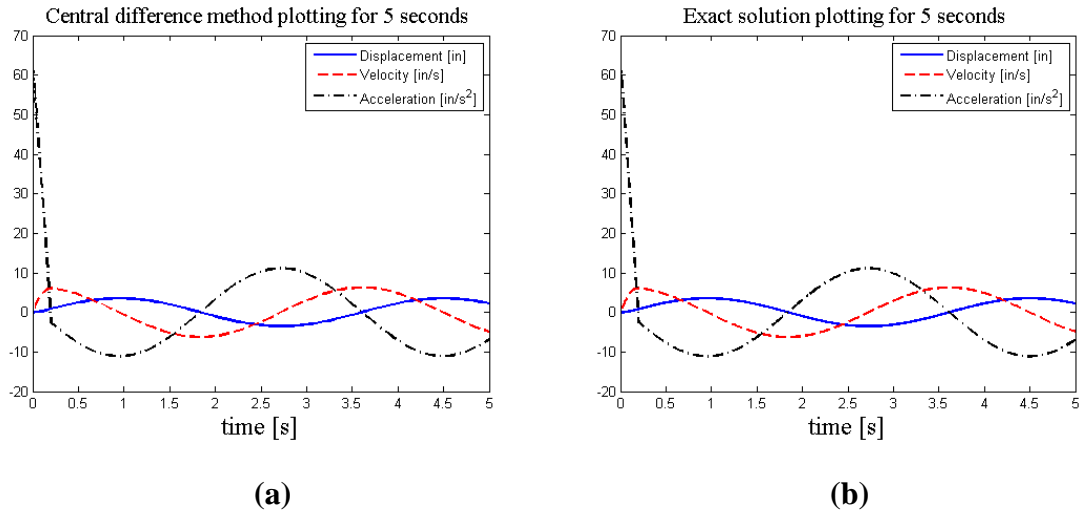 Central difference method plotting for 5 seconds
70
60
50
40
30
20
10
0
-10
-20
Displacement [in]
Velocity [in/s]
Acceleration [in/s²]
0 0.5 1 1.5 2 2.5 3 3.5 4 4.5 5
time [s]
(a)
Exact solution plotting for 5 seconds
70
60
50
40
30
20
10
0
-10
-20
Displacement [in]
Velocity [in/s]
Acceleration [in/s²]
0 0.5 1 1.5 2 2.5 3 3.5 4 4.5 5
time [s]
(b)